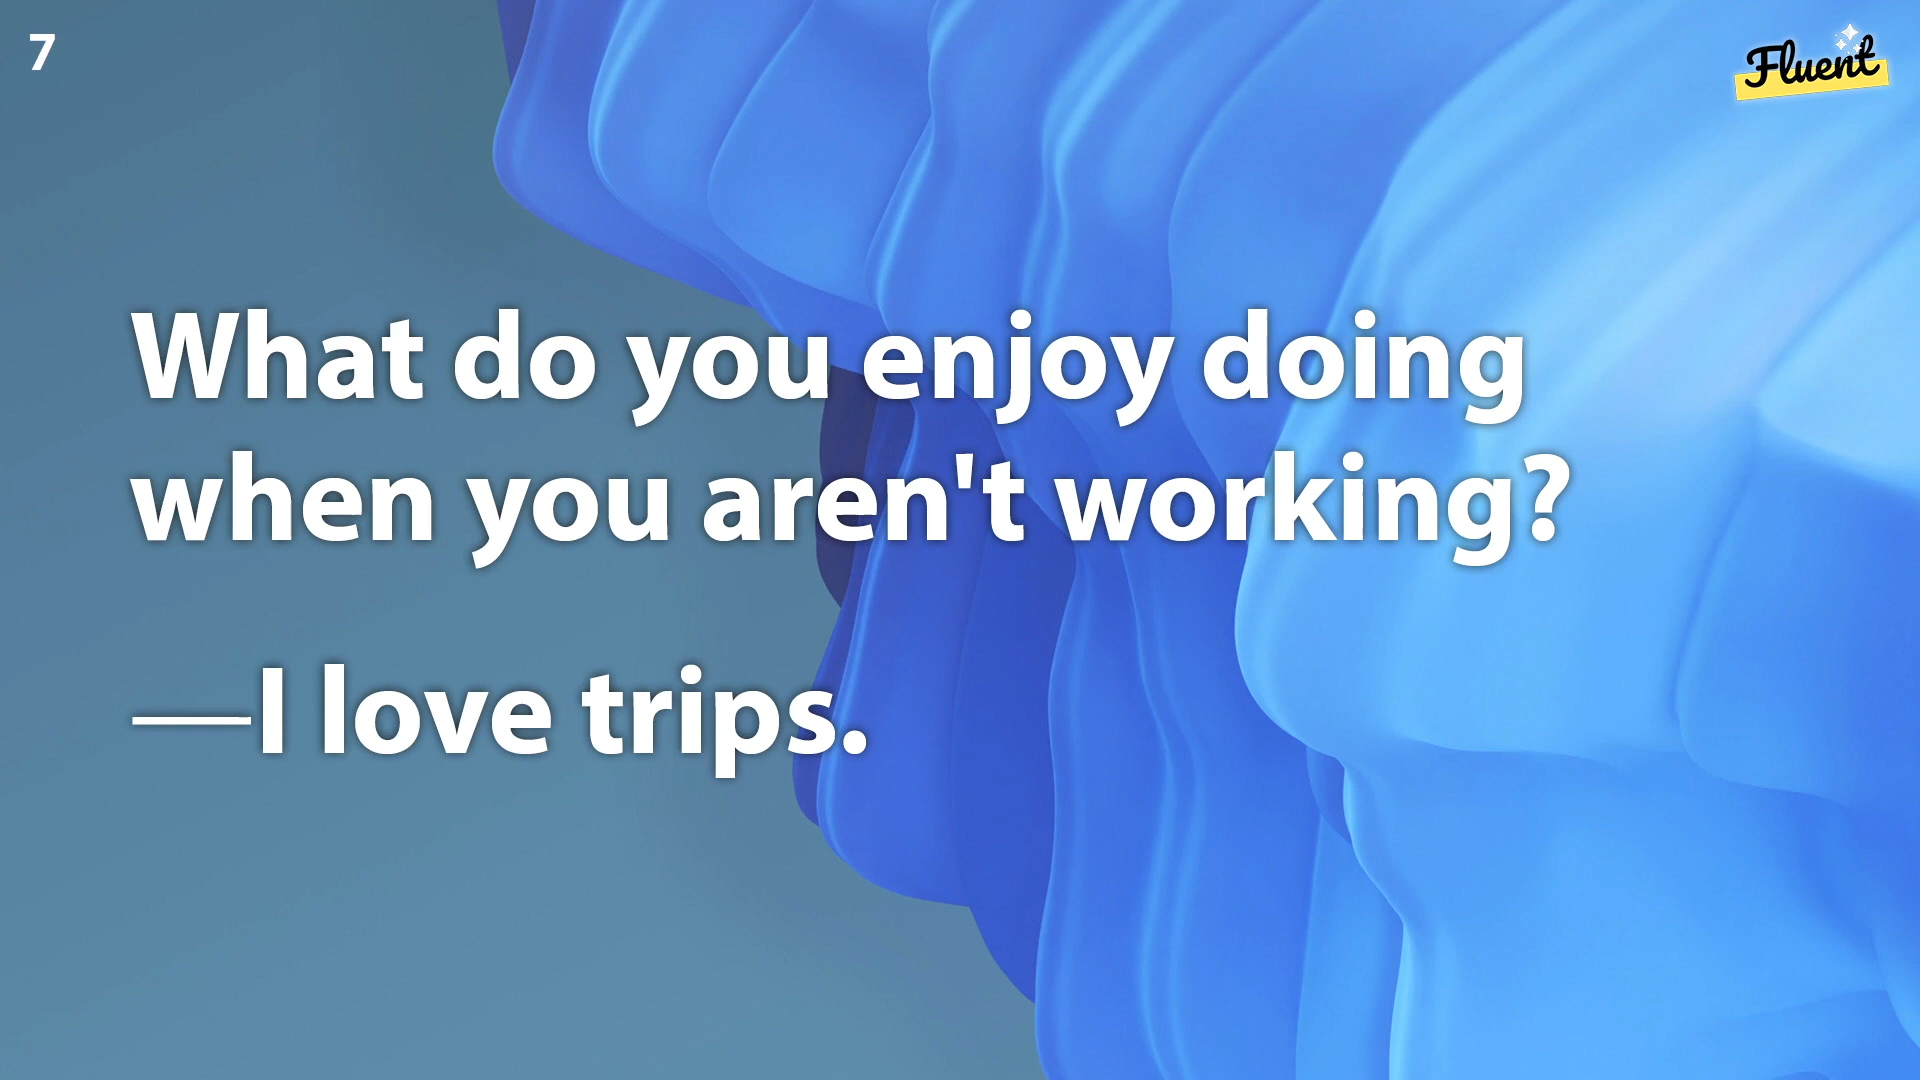 7
Fluent
What do you enjoy doing
when you aren't working?
—I love trips.